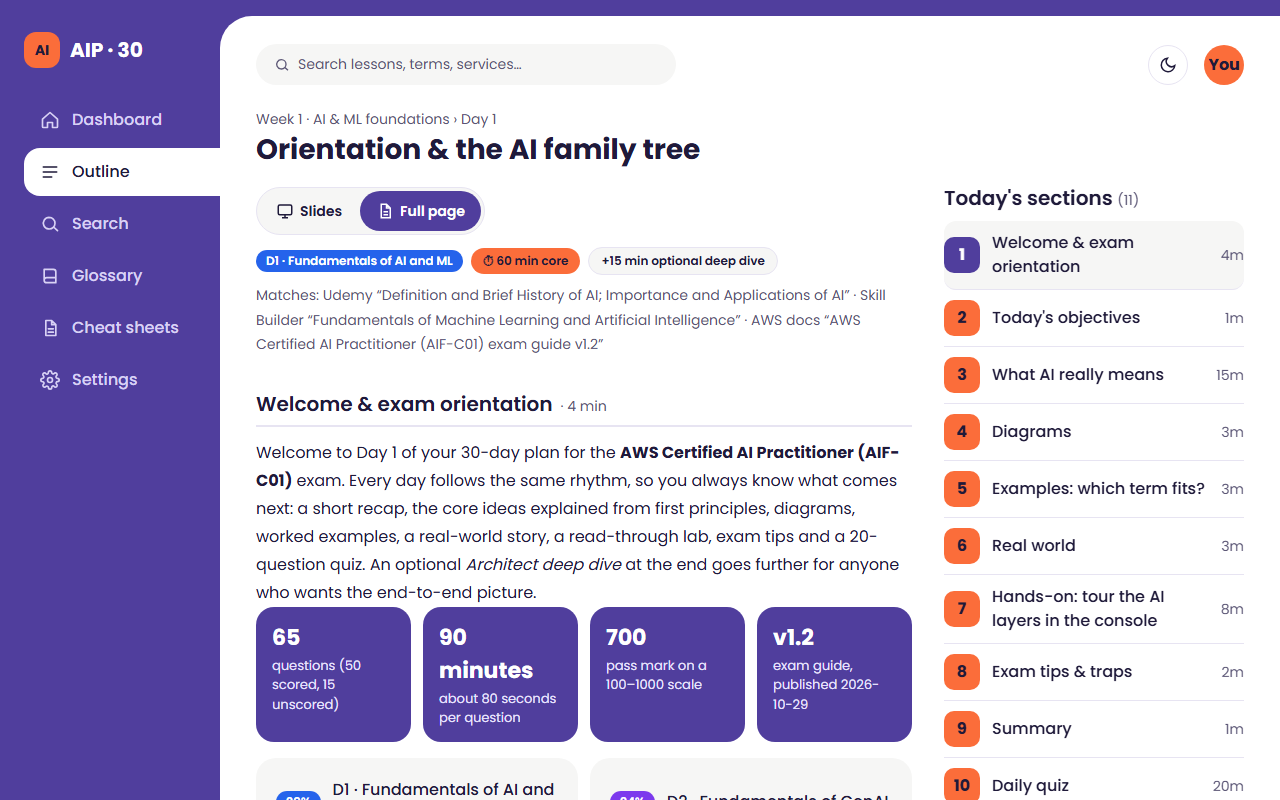 AI
AIP · 30
Dashboard
Outline
Search
Glossary
Cheat sheets
Settings
Search lessons, terms, services…
You
Week 1 · AI & ML foundations › Day 1
Orientation & the AI family tree
Slides
Full page
D1 · Fundamentals of AI and ML
⏱ 60 min core
+15 min optional deep dive
Matches: Udemy “Definition and Brief History of AI; Importance and Applications of AI” · Skill
Builder “Fundamentals of Machine Learning and Artificial Intelligence” · AWS docs “AWS
Certified AI Practitioner (AIF-C01) exam guide v1.2”
Welcome & exam orientation · 4 min
Welcome to Day 1 of your 30-day plan for the AWS Certified AI Practitioner (AIF-
C01) exam. Every day follows the same rhythm, so you always know what comes
next: a short recap, the core ideas explained from first principles, diagrams,
worked examples, a real-world story, a read-through lab, exam tips and a 20-
question quiz. An optional Architect deep dive at the end goes further for anyone
who wants the end-to-end picture.
65
questions (50
scored, 15
unscored)
90
minutes
about 80 seconds
per question
700
pass mark on a
100–1000 scale
v1.2
exam guide,
published 2026-
10-29
D1 · Fundamentals of AI and
Today's sections (11)
1
Welcome & exam
orientation
4m
2
Today's objectives
1m
3
What AI really means
15m
4
Diagrams
3m
5
Examples: which term fits?
3m
6
Real world
3m
7
Hands-on: tour the AI
layers in the console
8m
8
Exam tips & traps
2m
9
Summary
1m
10
Daily quiz
20m